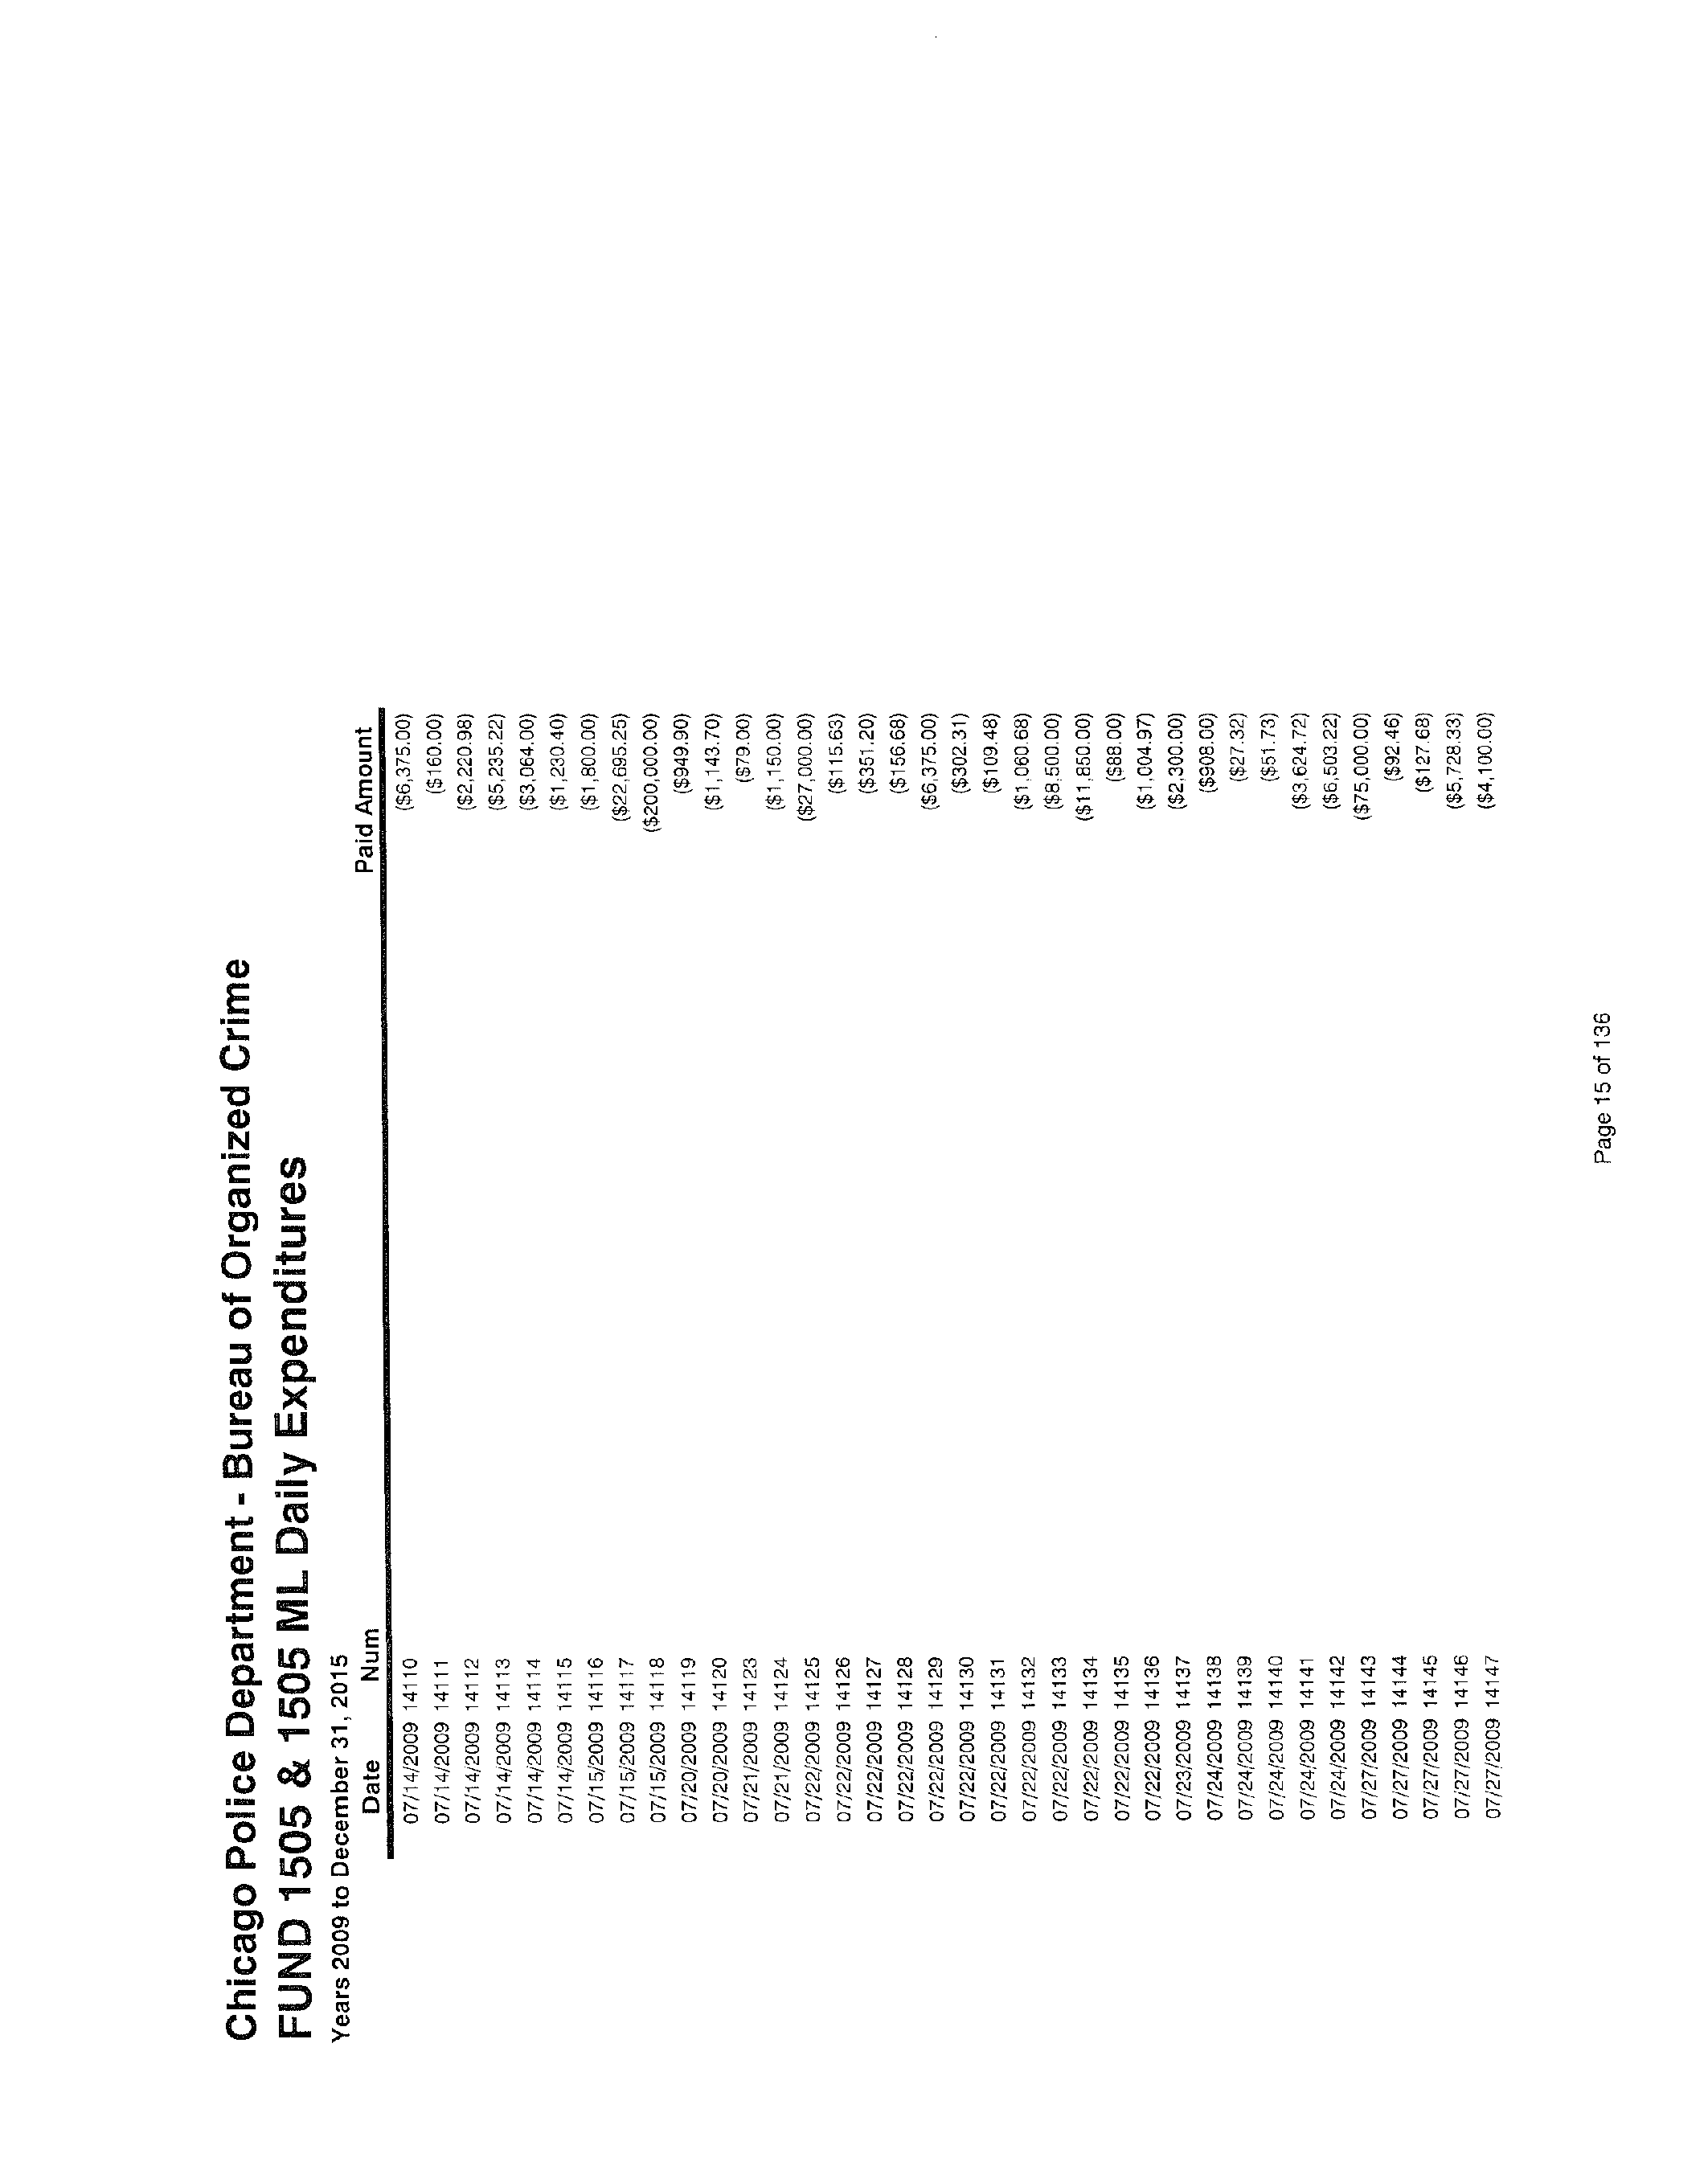 Chicago Police Department - Bureau of Organized Crime
FUND 1505 & 1505 ML Daily Expenditures
Years 2009 to December 31, 2015
Date Num Paid Amount
07/14/2009 14110 ($6,375.00)
07/14/2009 14111 ($160.00)
07/14/2009 14112 ($2,220.98)
07/14/2009 14113 ($5,235.22)
07/14/2009 14114 ($3,064.00)
07/14/2009 14115 ($1,230.40)
07/15/2009 14116 ($1,800.00)
07/15/2009 14117 ($22,695.25)
07/15/2009 14118 ($200,000.00)
07/20/2009 14119 ($949.90)
07/20/2009 14120 ($1,143.70)
07/21/2009 14123 ($79.00)
07/21/2009 14124 ($1,150.00)
07/22/2009 14125 ($27,000.00)
07/22/2009 14126 ($115.63)
07/22/2009 14127 ($351.20)
07/22/2009 14128 ($156.68)
07/22/2009 14129 ($6,375.00)
07/22/2009 14130 ($302.31)
07/22/2009 14131 ($109.48)
07/22/2009 14132 ($1,060.68)
07/22/2009 14133 ($8,500.00)
07/22/2009 14134 ($11,850.00)
07/22/2009 14135 ($88.00)
07/22/2009 14136 ($1,004.97)
07/23/2009 14137 ($2,300.00)
07/24/2009 14138 ($908.00)
07/24/2009 14139 ($27.32)
07/24/2009 14140 ($51.73)
07/24/2009 14141 ($3,624.72)
07/24/2009 14142 ($6,503.22)
07/27/2009 14143 ($75,000.00)
07/27/2009 14144 ($92.46)
07/27/2009 14145 ($127.68)
07/27/2009 14146 ($5,728.33)
07/27/2009 14147 ($4,100.00)
Page 15 of 136